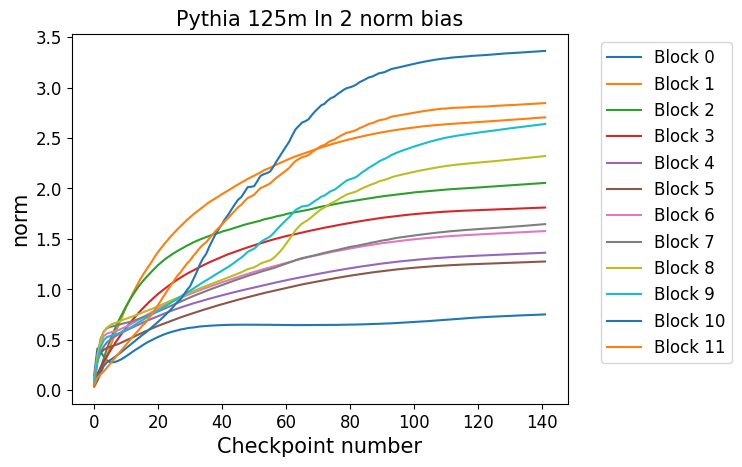 Pythia 125m ln 2 norm bias
norm
3.5
3.0
2.5
2.0
1.5
1.0
0.5
0.0
0 20 40 60 80 100 120 140
Checkpoint number
Block 0
Block 1
Block 2
Block 3
Block 4
Block 5
Block 6
Block 7
Block 8
Block 9
Block 10
Block 11